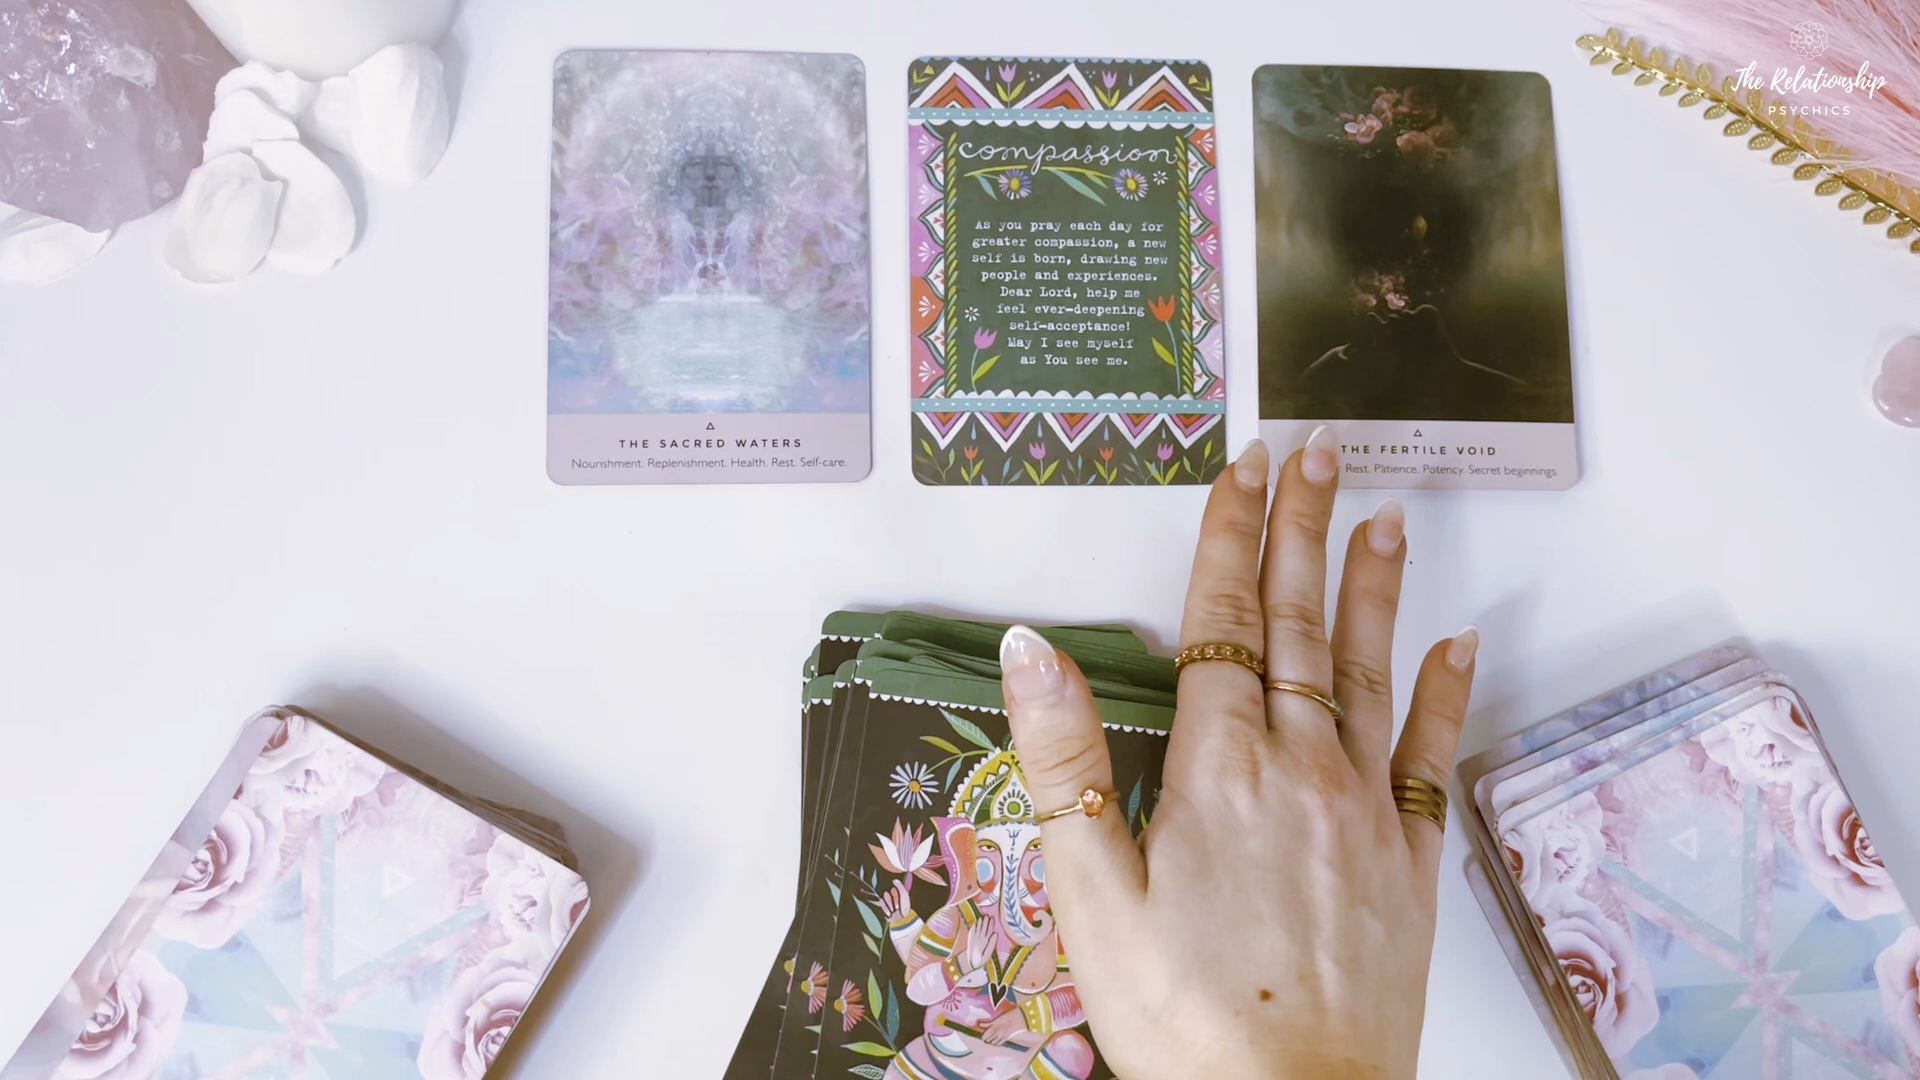 The Relationship
PSYCHICS
THE SACRED WATERS
Nourishment. Replenishment. Health. Rest. Self-care.
compassion
As you pray each day for
greater compassion, a new
self is born, drawing new
people and experiences.
Dear Lord, help me
feel ever-deepening
self-acceptance!
May I see myself
as You see me.
THE FERTILE VOID
Rest. Patience. Potency. Secret beginnings.